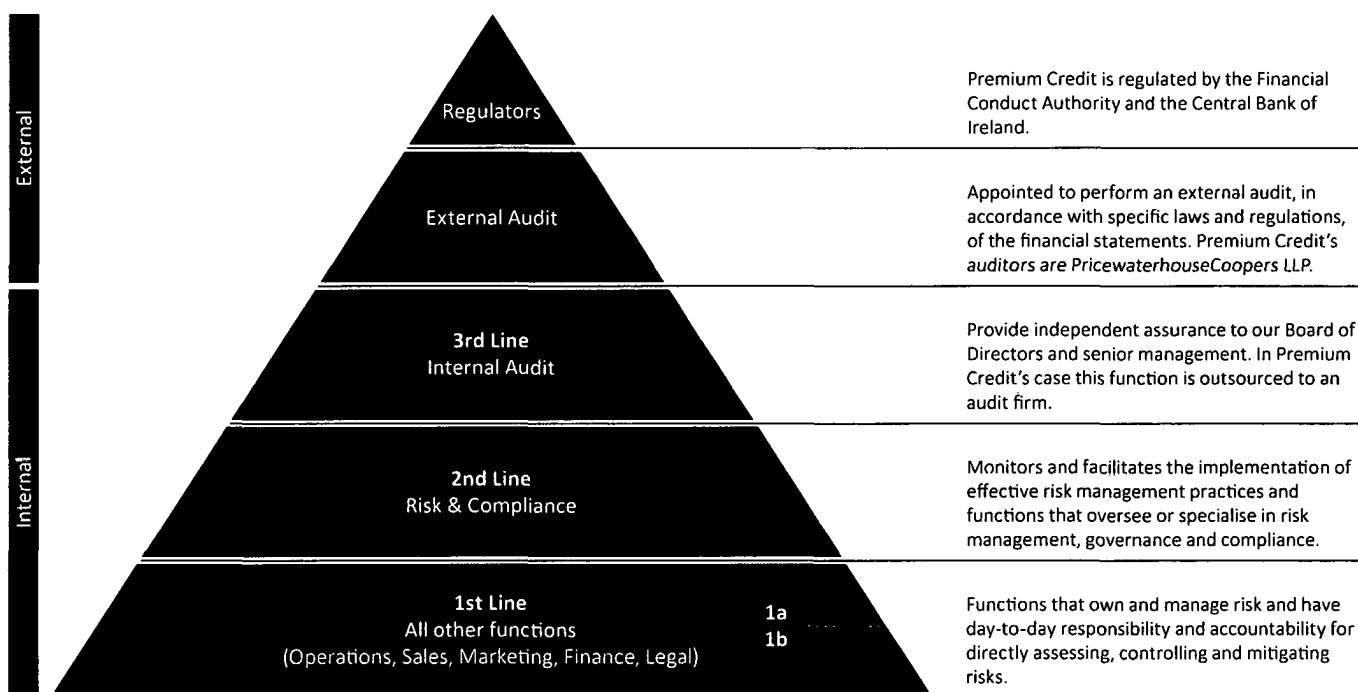 External
Regulators
Premium Credit is regulated by the Financial
Conduct Authority and the Central Bank of
Ireland.
External Audit
Appointed to perform an external audit, in
accordance with specific laws and regulations,
of the financial statements. Premium Credit's
auditors are PricewaterhouseCoopers LLP.
Internal
3rd Line
Internal Audit
Provide independent assurance to our Board of
Directors and senior management. In Premium
Credit's case this function is outsourced to an
audit firm.
2nd Line
Risk & Compliance
Monitors and facilitates the implementation of
effective risk management practices and
functions that oversee or specialise in risk
management, governance and compliance.
1st Line
All other functions
(Operations, Sales, Marketing, Finance, Legal)
1a
1b
Functions that own and manage risk and have
day-to-day responsibility and accountability for
directly assessing, controlling and mitigating
risks.